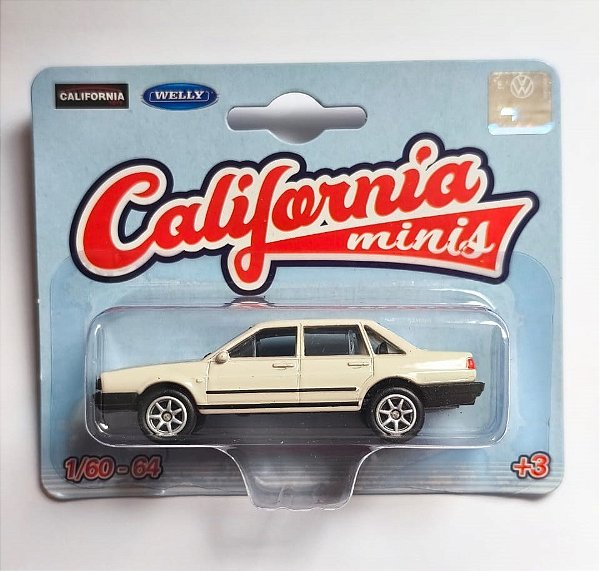 CALIFORNIA
WELLY
California
minis
1/60 - 64
+3